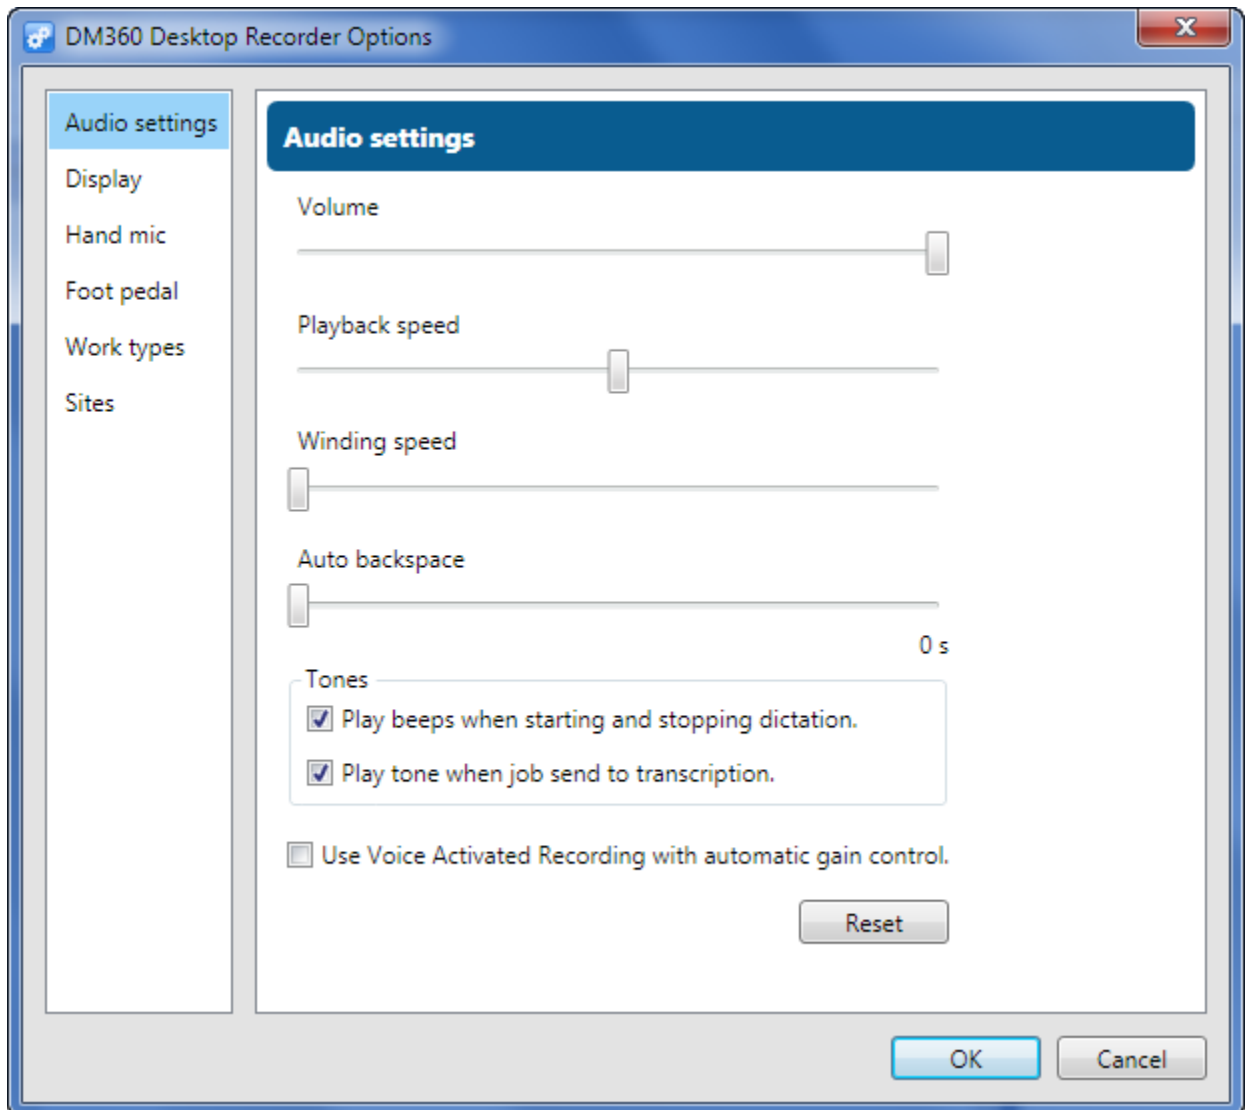 DM360 Desktop Recorder Options
Audio settings
Display
Hand mic
Foot pedal
Work types
Sites
Audio settings
Volume
Playback speed
Winding speed
Auto backspace
0 s
Tones
Play beeps when starting and stopping dictation.
Play tone when job send to transcription.
Use Voice Activated Recording with automatic gain control.
Reset
OK
Cancel